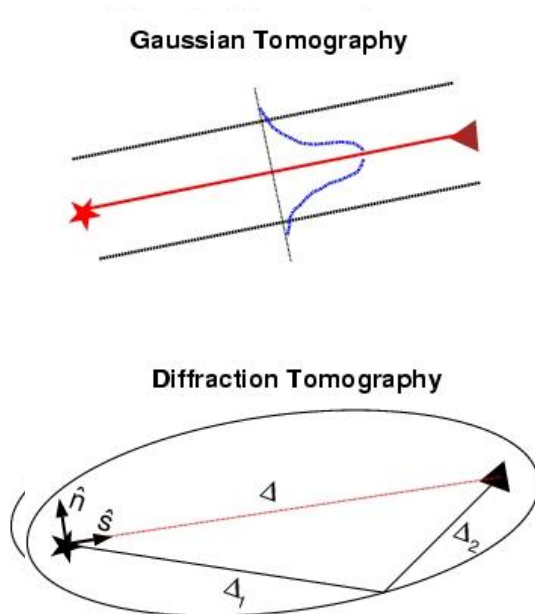 Gaussian Tomography
Diffraction Tomography
n̂
ŝ
Δ
Δ₁
Δ₂